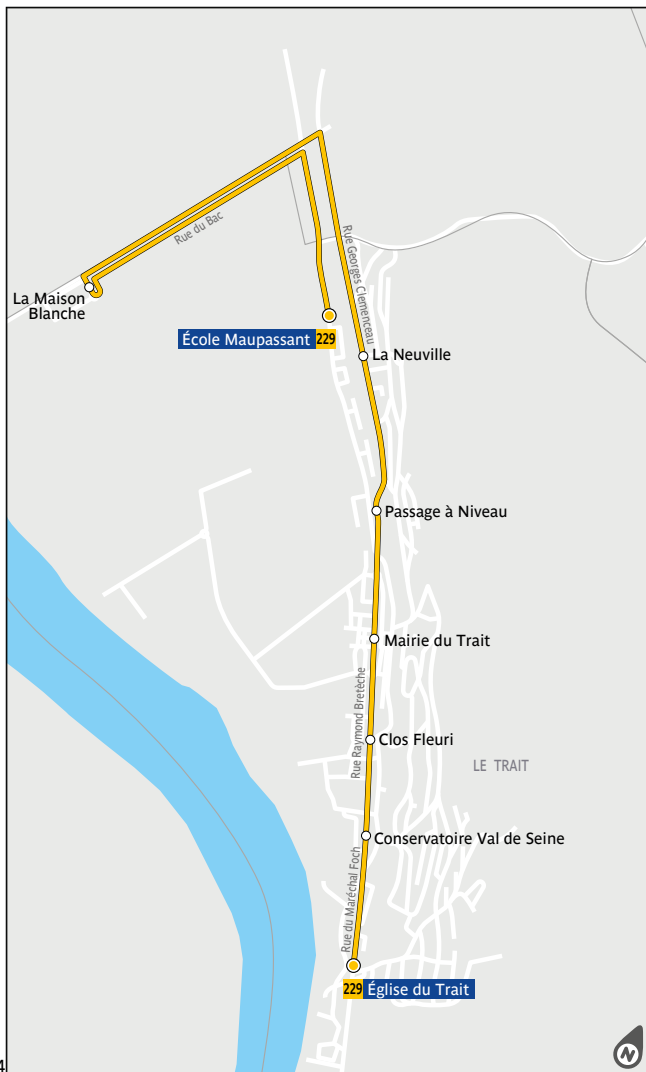 Rue du Bac
Rue Georges Clemenceau
La Maison
Blanche
École Maupassant 229
La Neuville
Passage à Niveau
Mairie du Trait
Rue Raymond Bretèche
Clos Fleuri
LE TRAIT
Conservatoire Val de Seine
Rue du Maréchal Foch
229 Église du Trait
N
4